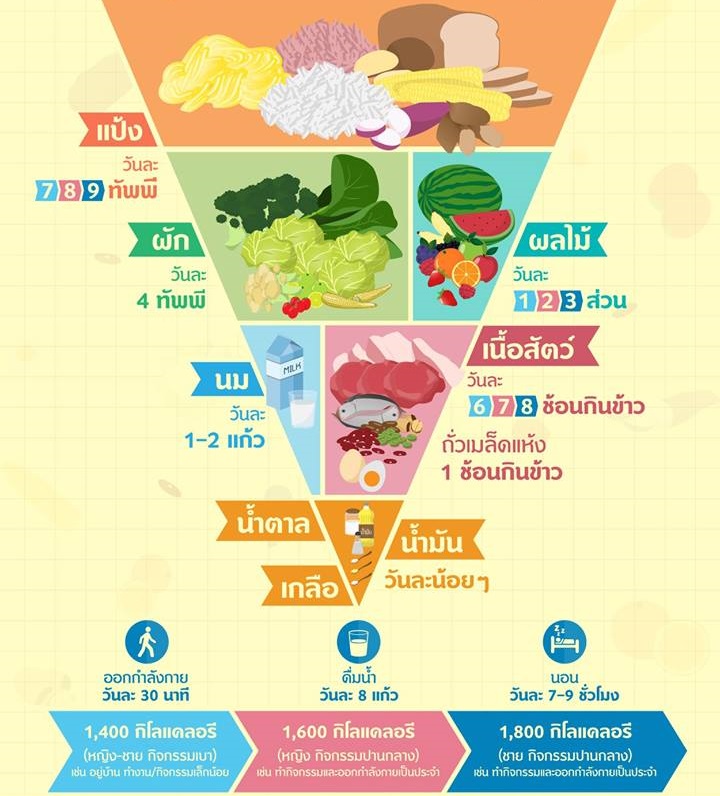 แป้ง
วันละ
7 8 9 ทัพพี
ผัก
วันละ
4 ทัพพี
ผลไม้
วันละ
1 2 3 ส่วน
MILK
นม
วันละ
1-2 แก้ว
เนื้อสัตว์
วันละ
6 7 8 ช้อนกินข้าว
ถั่วเมล็ดแห้ง
1 ช้อนกินข้าว
น้ำตาล
น้ำมัน
น้ำมัน
เกลือ
วันละน้อยๆ
ออกกำลังกาย
วันละ 30 นาที
ดื่มน้ำ
วันละ 8 แก้ว
นอน
วันละ 7-9 ชั่วโมง
1,400 กิโลแคลอรี
(หญิง-ชาย กิจกรรมเบา)
เช่น อยู่บ้าน ทำงาน/กิจกรรมเล็กน้อย
1,600 กิโลแคลอรี
(หญิง กิจกรรมปานกลาง)
เช่น ทำกิจกรรมและออกกำลังกายเป็นประจำ
1,800 กิโลแคลอรี
(ชาย กิจกรรมปานกลาง)
เช่น ทำกิจกรรมและออกกำลังกายเป็นประจำ